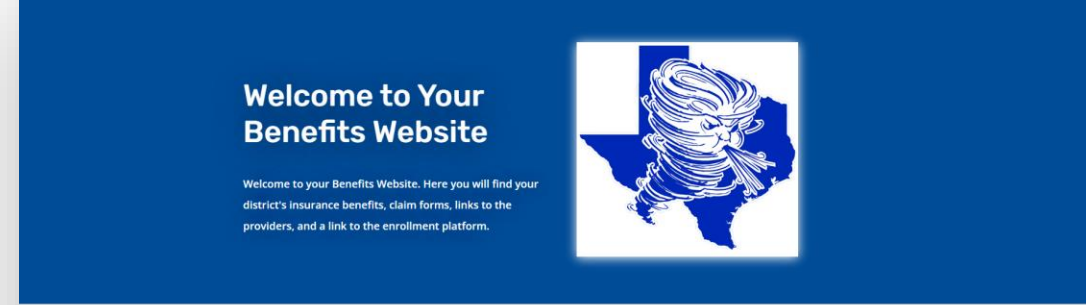 Welcome to Your
Benefits Website
Welcome to your Benefits Website. Here you will find your
district's insurance benefits, claim forms, links to the
providers, and a link to the enrollment platform.